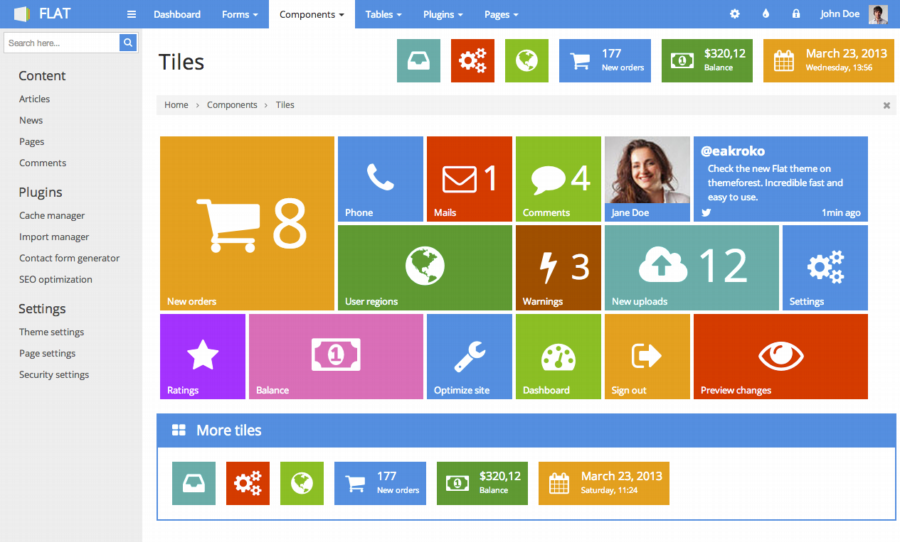 FLAT
Dashboard
Forms
Components
Tables
Plugins
Pages
John Doe
Search here...
Content
Articles
News
Pages
Comments
Plugins
Cache manager
Import manager
Contact form generator
SEO optimization
Settings
Theme settings
Page settings
Security settings
Tiles
177
New orders
1
$320,12
Balance
March 23, 2013
Wednesday, 13:56
Home > Components > Tiles
8
New orders
Phone
1
Mails
4
Comments
Jane Doe
@eakroko
Check the new Flat theme on
themeforest. Incredible fast and
easy to use.
1min ago
User regions
3
Warnings
12
New uploads
Settings
Ratings
1
Balance
Optimize site
Dashboard
Sign out
Preview changes
More tiles
177
New orders
1
$320,12
Balance
March 23, 2013
Saturday, 11:24